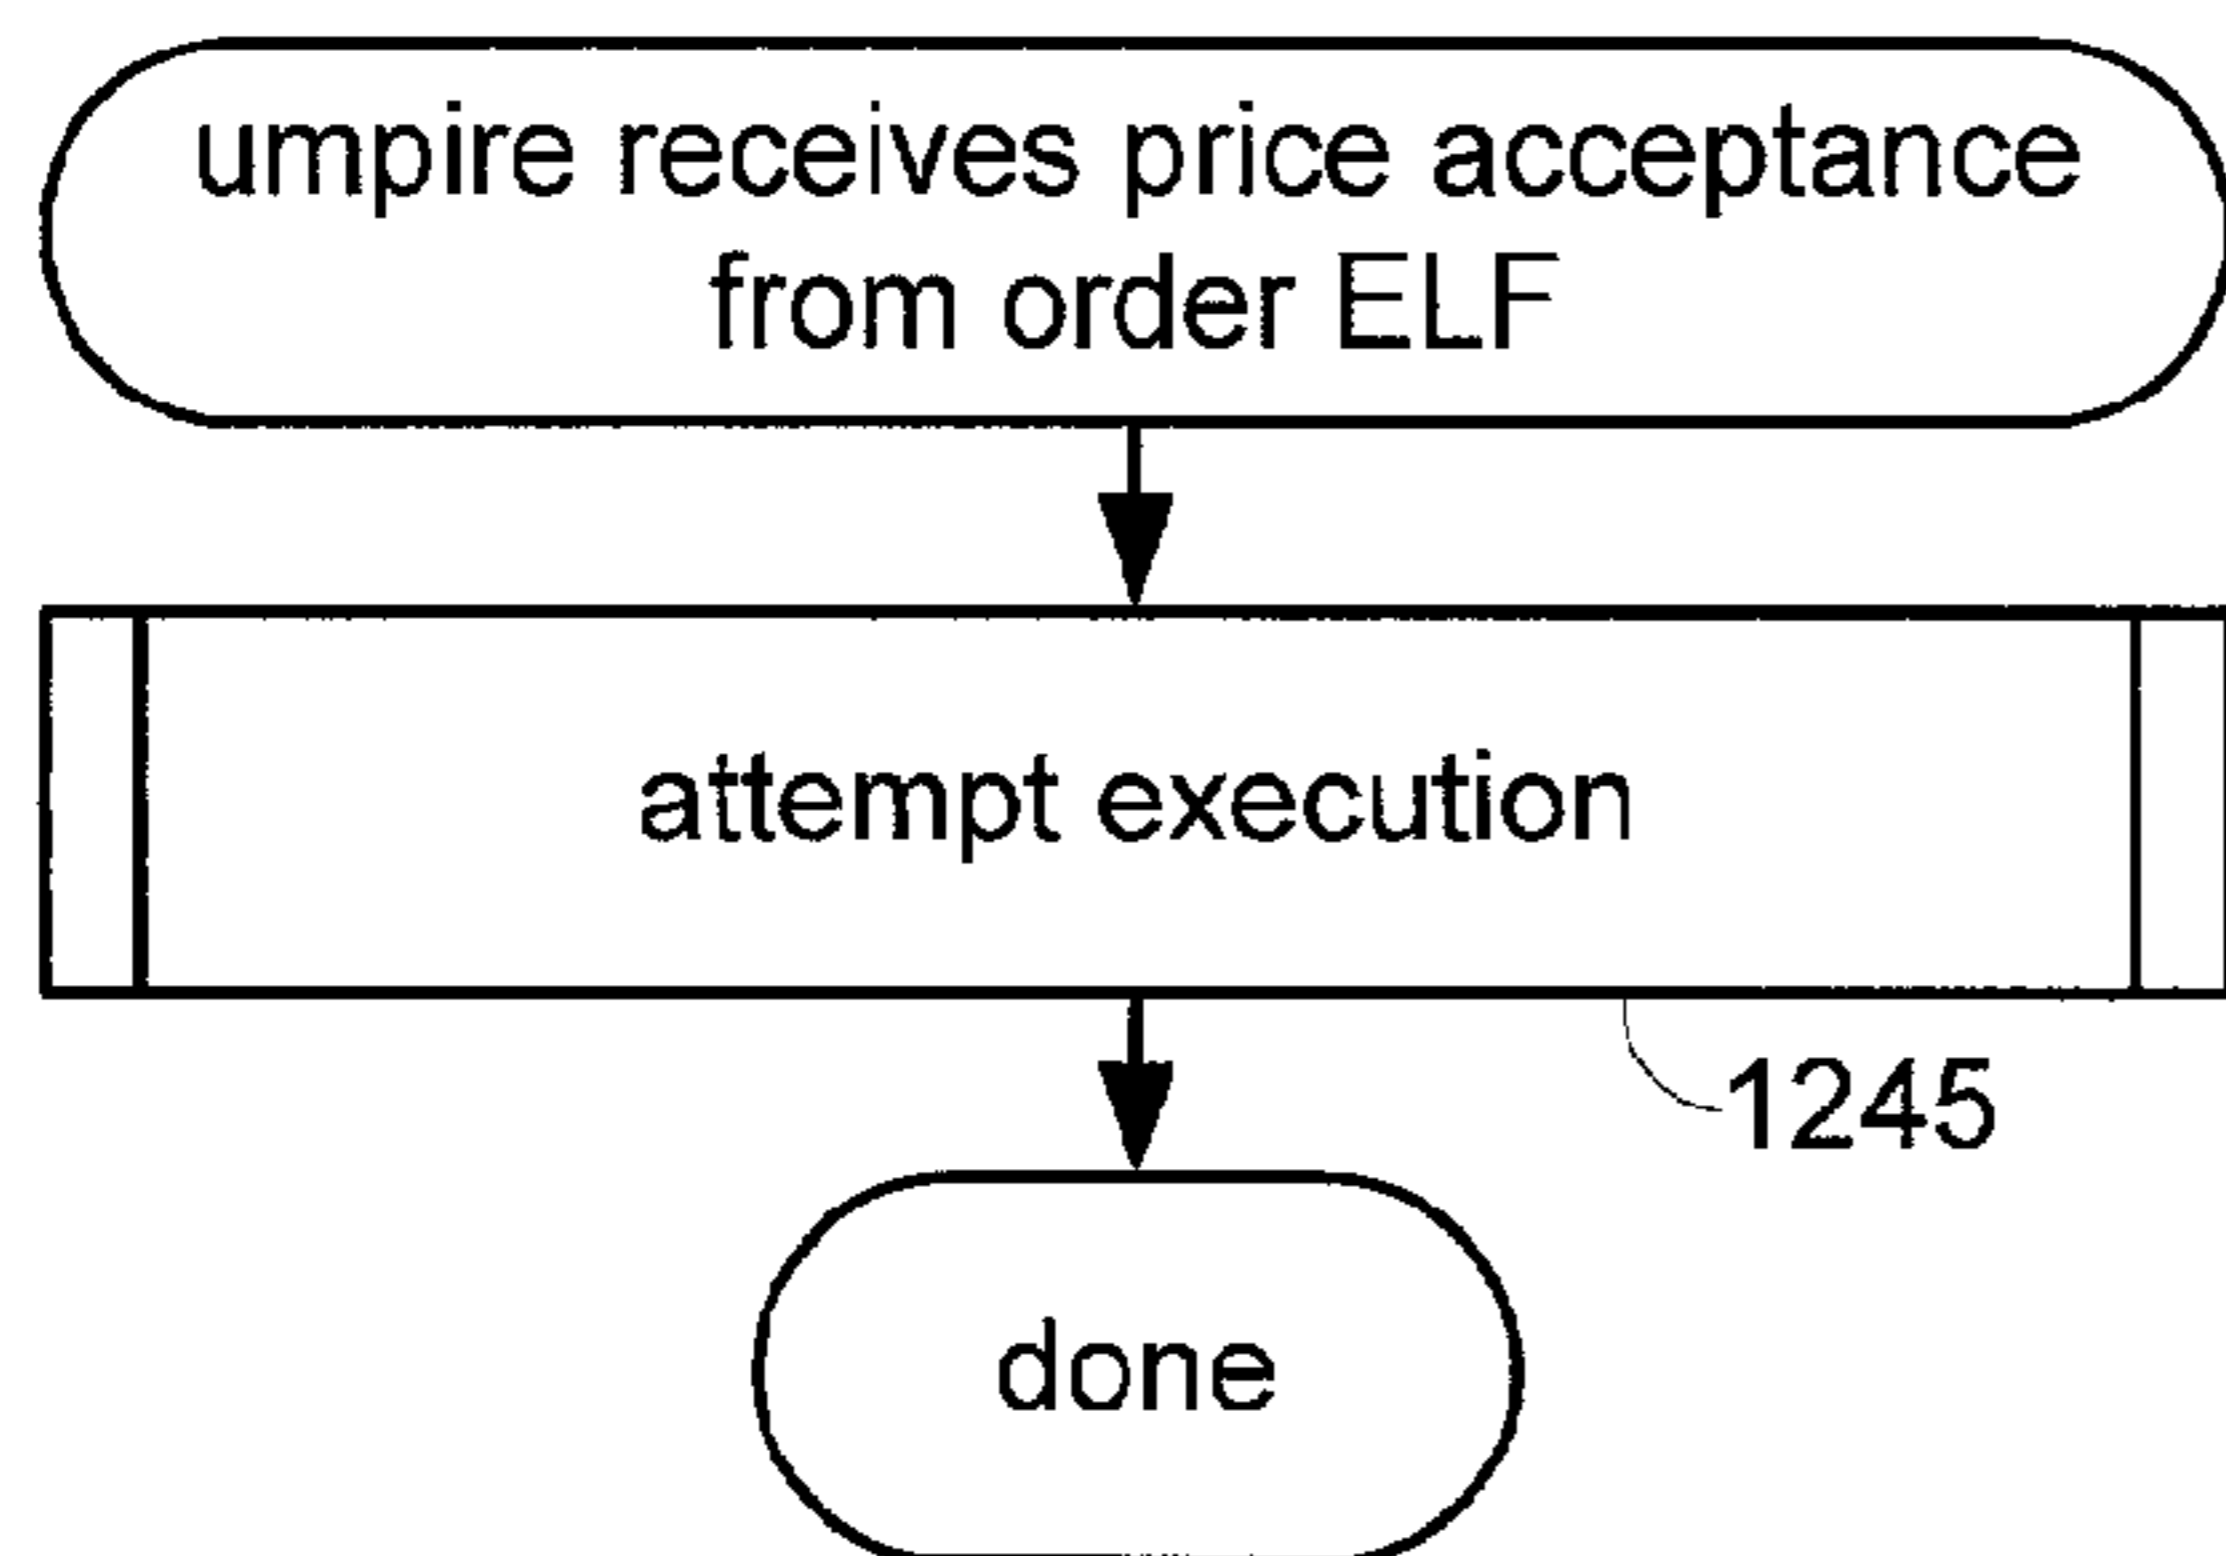 umpire receives price acceptance
from order ELF
attempt execution
1245
done